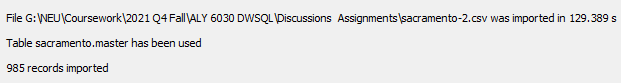 File G:\NEU\Coursework\2021 Q4 Fall\ALY 6030 DWSQL\Discussions  Assignments\sacramento-2.csv was imported in 129.389 s
Table sacramento.master has been used
985 records imported